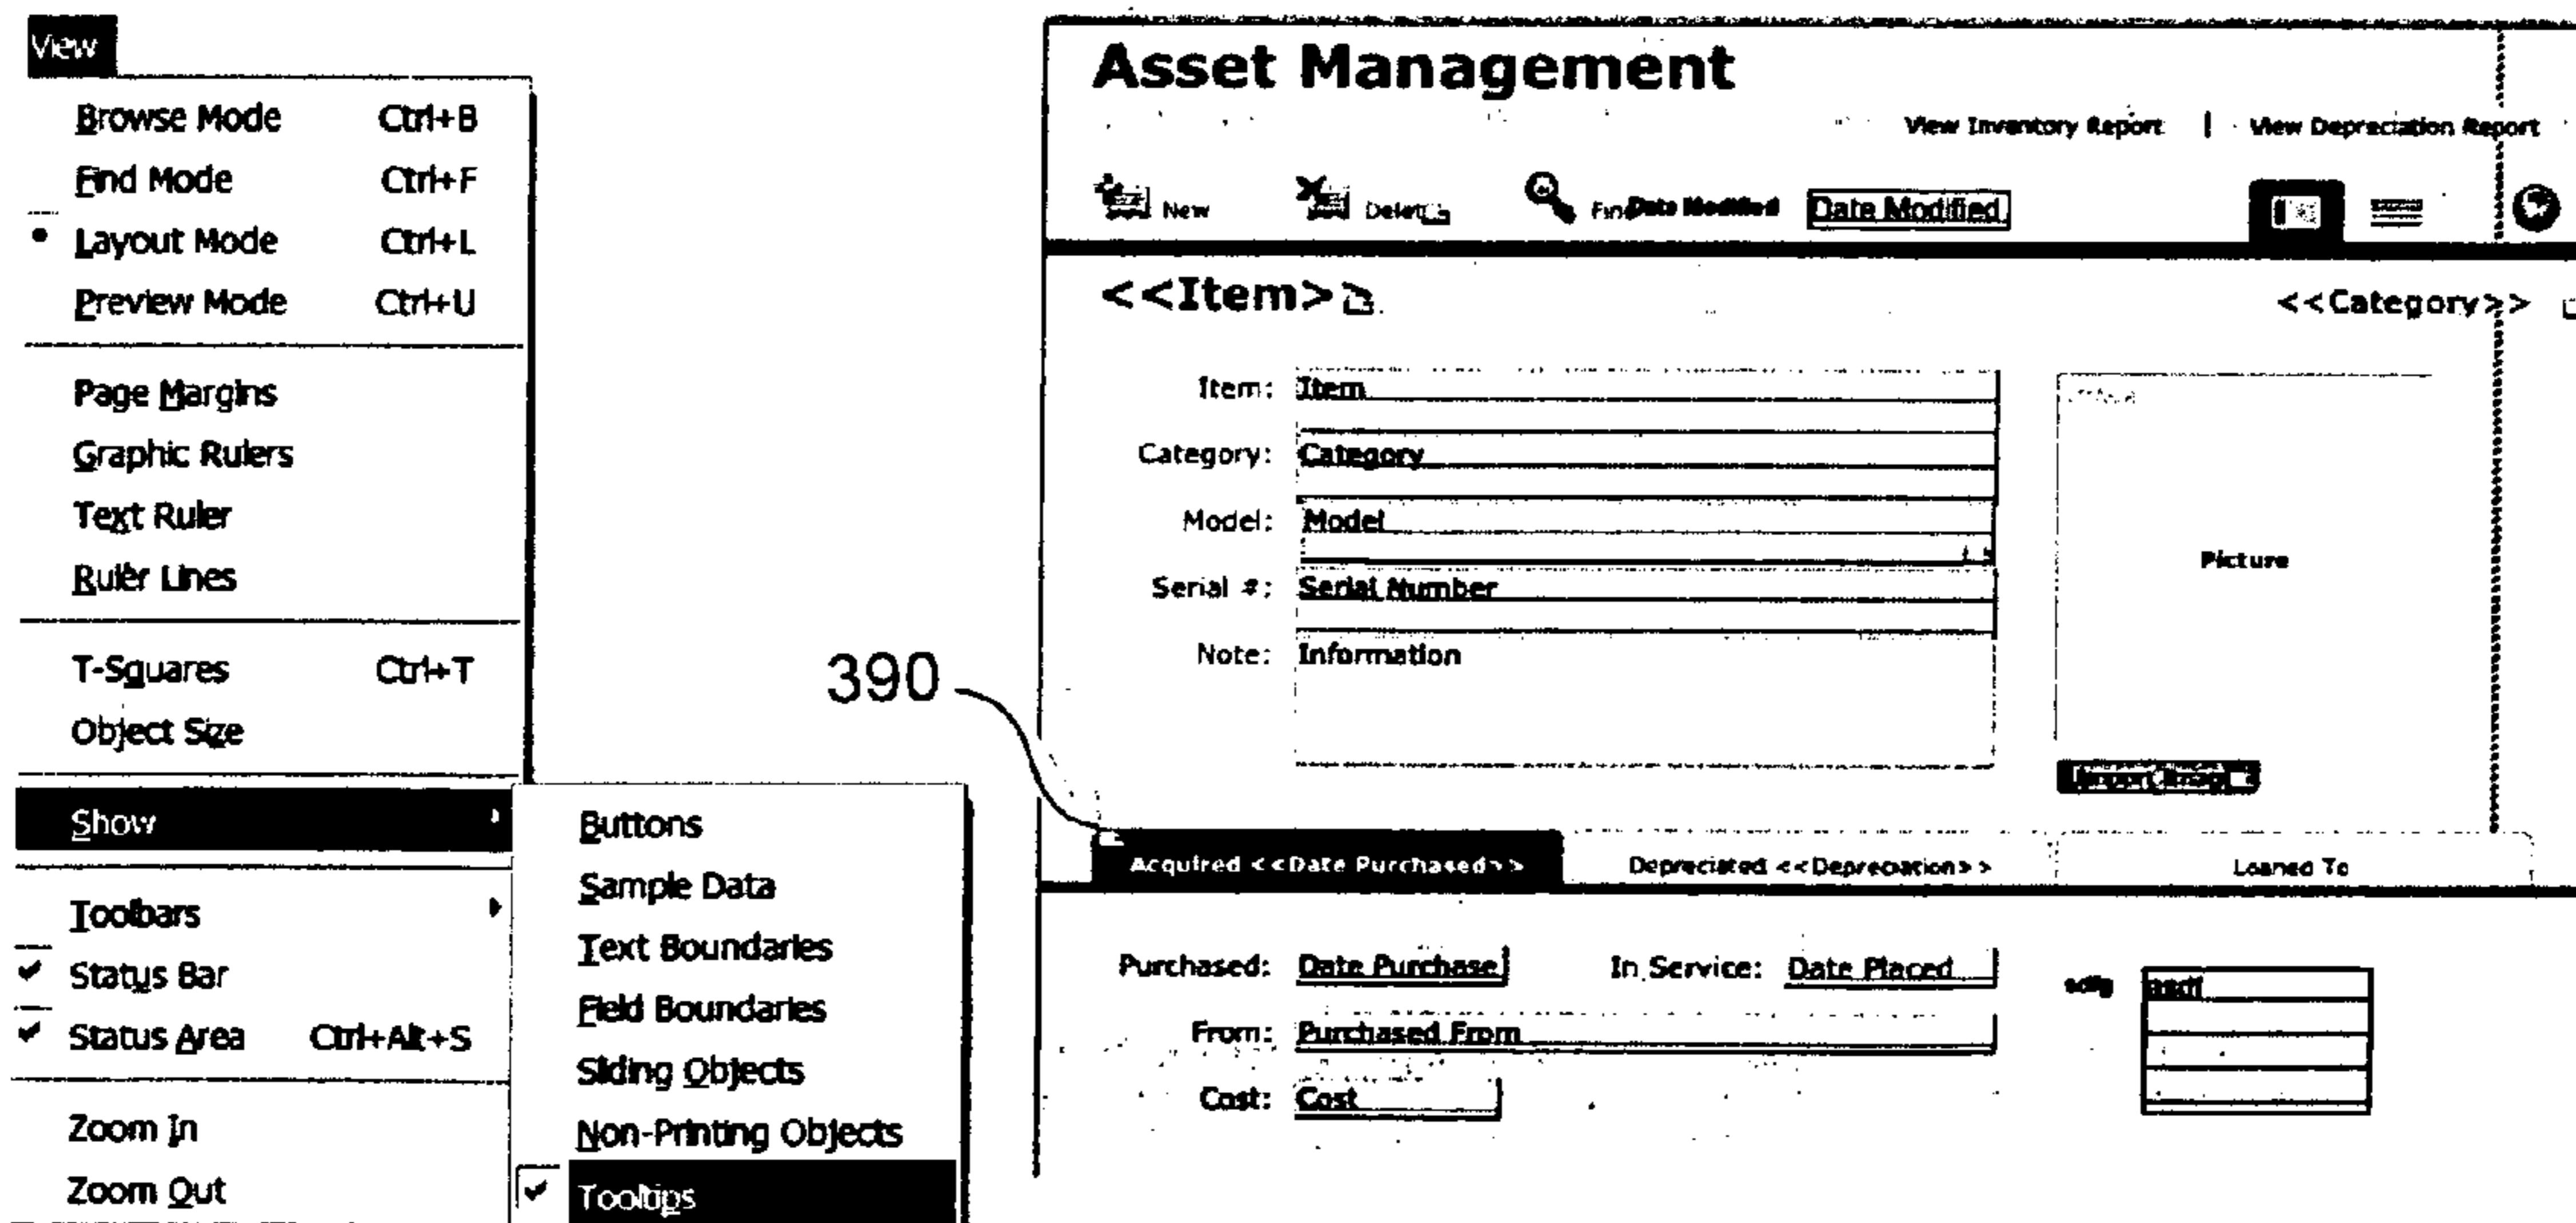 View
Browse Mode Ctrl+B
Find Mode Ctrl+F
Layout Mode Ctrl+L
Preview Mode Ctrl+U
Page Margins
Graphic Rulers
Text Ruler
Ruler Lines
T-Squares Ctrl+T
Object Size
Show
Toolbars
Status Bar
Status Area Ctrl+Alt+S
Zoom In
Zoom Out
Buttons
Sample Data
Text Boundaries
Field Boundaries
Sliding Objects
Non-Printing Objects
Tooltips
390
Asset Management
View Inventory Report | View Depreciation Report
New Delete Find Date Modified Date Modified
<<Item> <<Category>>
Item: Item
Category: Category
Model: Model
Picture
Serial #: Serial Number
Note: Information
Acquired <<Date Purchased>> Depreciated <<Depreciation>> Loaned To
Purchased: Date Purchase In Service: Date Placed
asdf
From: Purchased From
Cost: Cost